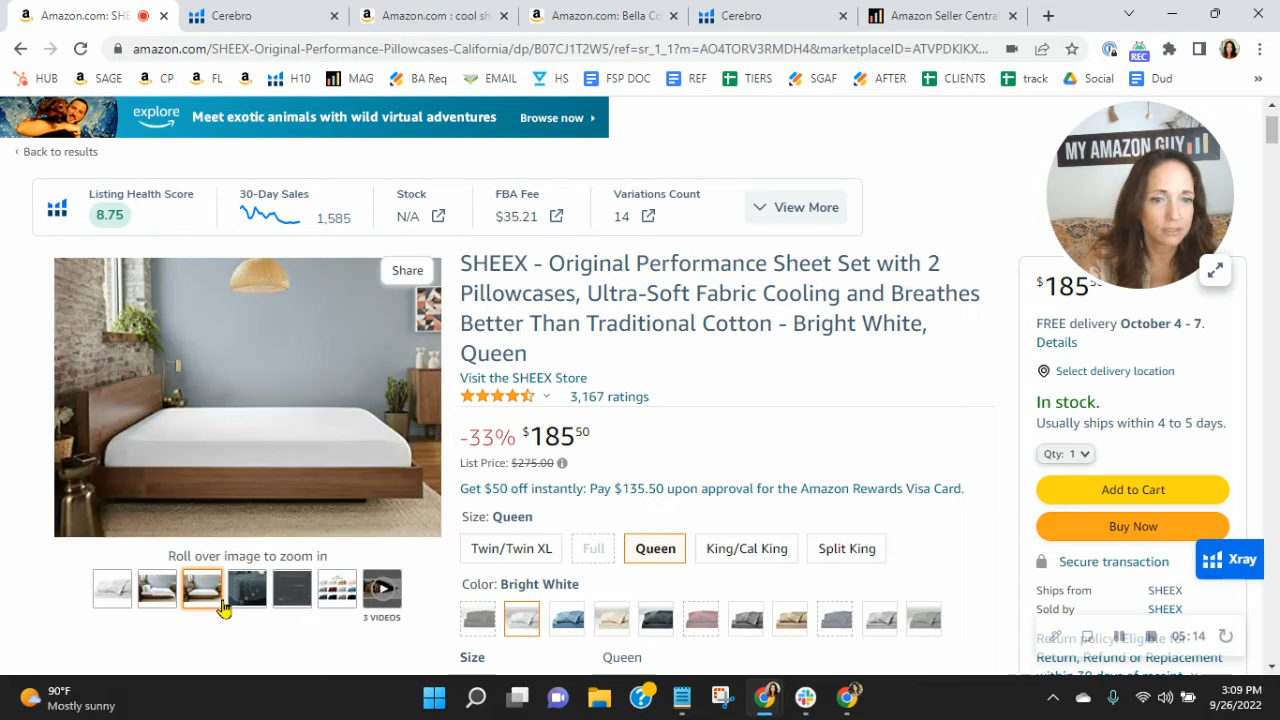 Amazon.com: SHE
Cerebro
Amazon.com : cool sh
Amazon.com: Bella Co
Cerebro
Amazon Seller Central
amazon.com/SHEEX-Original-Performance-Pillowcases-California/dp/B07CJ1T2W5/ref=sr_1_1?m=AO4TORV3RMDH4&marketplaceID=ATVPDKIKX...
REC
HUB
SAGE
CP
FL
H10
MAG
BA Req
EMAIL
HS
FSP DOC
REF
TIERS
SGAF
AFTER
CLIENTS
track
Social
Dud
»
explore
Meet exotic animals with wild virtual adventures
Browse now
‹ Back to results
MY AMAZON GUY
Listing Health Score
8.75
30-Day Sales
1,585
Stock
N/A
FBA Fee
$35.21
Variations Count
14
View More
Share
SHEEX - Original Performance Sheet Set with 2
Pillowcases, Ultra-Soft Fabric Cooling and Breathes
Better Than Traditional Cotton - Bright White,
Queen
Visit the SHEEX Store
3,167 ratings
-33% $185 50
List Price: $275.00
Get $50 off instantly: Pay $135.50 upon approval for the Amazon Rewards Visa Card.
Size: Queen
Twin/Twin XL
Full
Queen
King/Cal King
Split King
Color: Bright White
Size Queen
Roll over image to zoom in
3 VIDEOS
$185
FREE delivery October 4 - 7.
Details
Select delivery location
In stock.
Usually ships within 4 to 5 days.
Qty: 1
Add to Cart
Buy Now
Secure transaction
Xray
Ships from SHEEX
Sold by SHEEX
Return policy: Eligible for
Return, Refund or Replacement
05:14
90°F
Mostly sunny
3:09 PM
9/26/2022